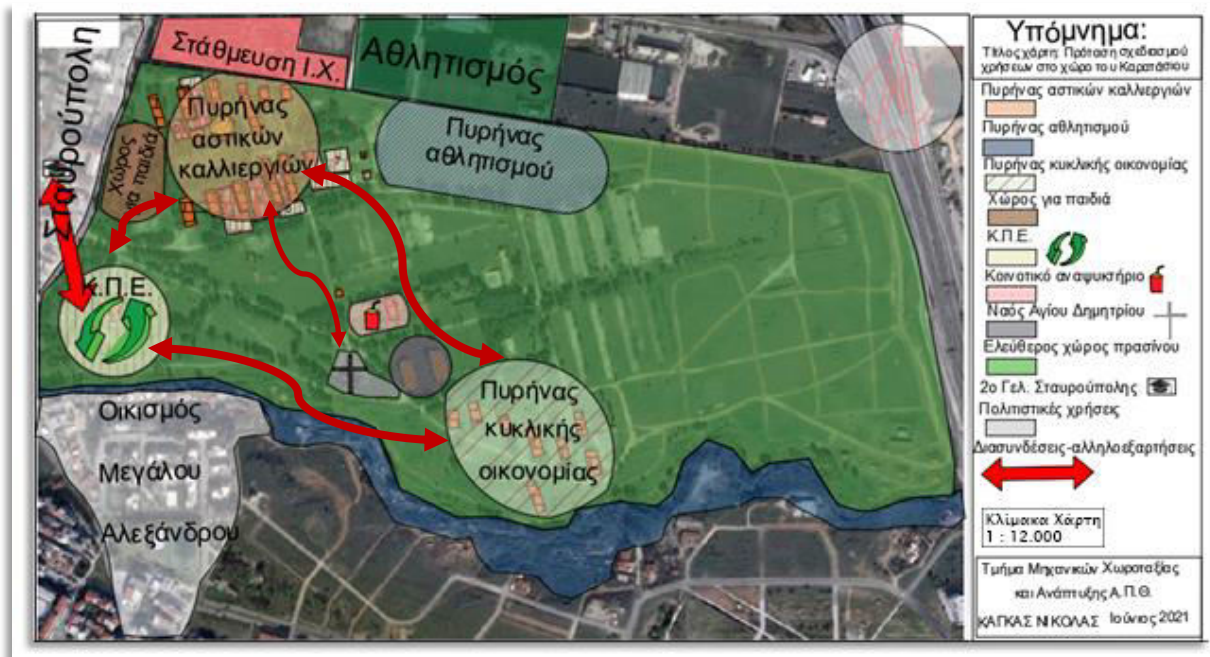 Σταυρούπολη
Στάθμευση Ι.Χ.
Αθλητισμός
Χώρος
για παιδιά
Πυρήνας
αστικών
καλλιεργιών
Πυρήνας
αθλητισμού
Κ.Π.Ε.
Πυρήνας
κυκλικής
οικονομίας
Οικισμός
Μεγάλου
Αλεξάνδρου
Υπόμνημα:
Τίτλος χάρτη: Πρόταση σχεδιασμού
χρήσεων στο χώρο του Καρατάσιου
Πυρήνας αστικών καλλιεργιών
Πυρήνας αθλητισμού
Πυρήνας κυκλικής οικονομίας
Χώρος για παιδιά
Κ.Π.Ε.
Κοινοτικό αναψυκτήριο
Ναός Αγίου Δημητρίου
Ελεύθερος χώρος πρασίνου
2ο Γελ. Σταυρούπολης
Πολιτιστικές χρήσεις
Διασυνδέσεις-αλληλοεξαρτήσεις
Κλίμακα Χάρτη
1 : 12.000
Τμήμα Μηχανικών Χωροταξίας
και Ανάπτυξης Α.Π.Θ.
ΚΑΓΚΑΣ ΝΙΚΟΛΑΣ Ιούνιος 2021